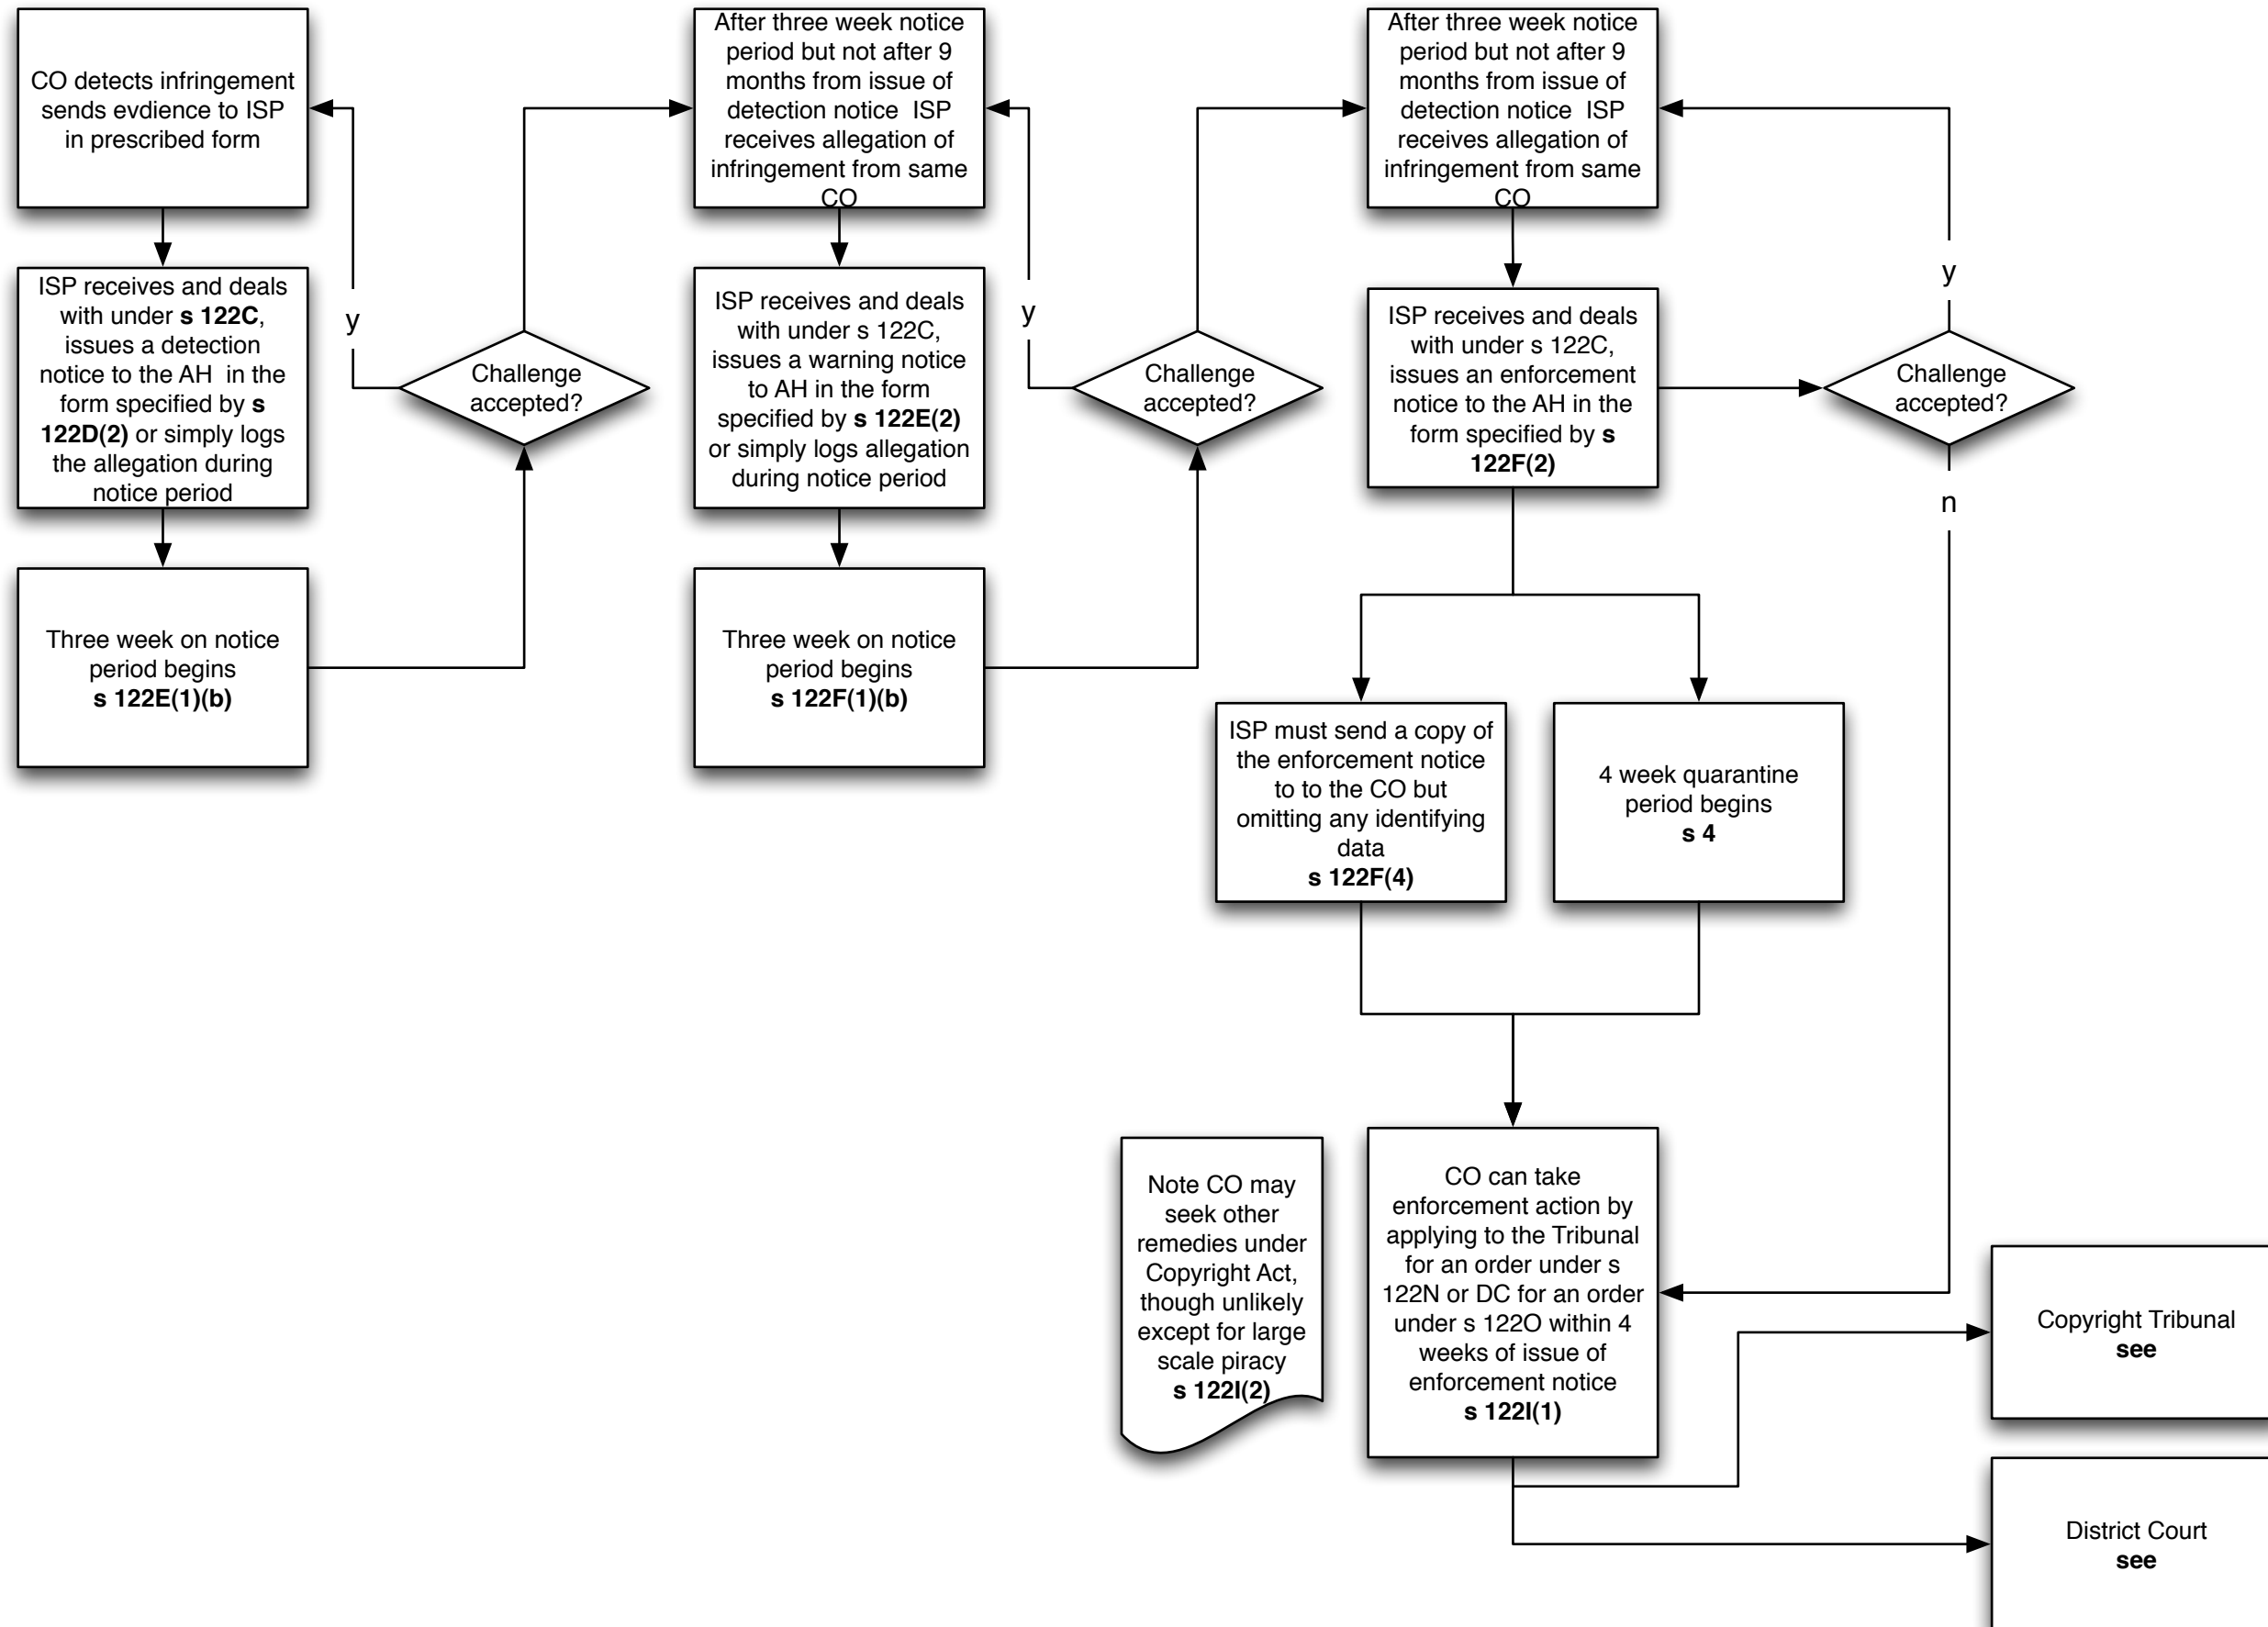 CO detects infringement
sends evdience to ISP
in prescribed form
ISP receives and deals
with under s 122C,
issues a detection
notice to the AH in the
form specified by s
122D(2) or simply logs
the allegation during
notice period
Three week on notice
period begins
s 122E(1)(b)
y
Challenge
accepted?
After three week notice
period but not after 9
months from issue of
detection notice ISP
receives allegation of
infringement from same
CO
ISP receives and deals
with under s 122C,
issues a warning notice
to AH in the form
specified by s 122E(2)
or simply logs allegation
during notice period
Three week on notice
period begins
s 122F(1)(b)
y
Challenge
accepted?
After three week notice
period but not after 9
months from issue of
detection notice ISP
receives allegation of
infringement from same
CO
ISP receives and deals
with under s 122C,
issues an enforcement
notice to the AH in the
form specified by s
122F(2)
y
Challenge
accepted?
n
ISP must send a copy of
the enforcement notice
to to the CO but
omitting any identifying
data
s 122F(4)
4 week quarantine
period begins
s 4
Note CO may
seek other
remedies under
Copyright Act,
though unlikely
except for large
scale piracy
s 122I(2)
CO can take
enforcement action by
applying to the Tribunal
for an order under s
122N or DC for an order
under s 122O within 4
weeks of issue of
enforcement notice
s 122I(1)
Copyright Tribunal
see
District Court
see